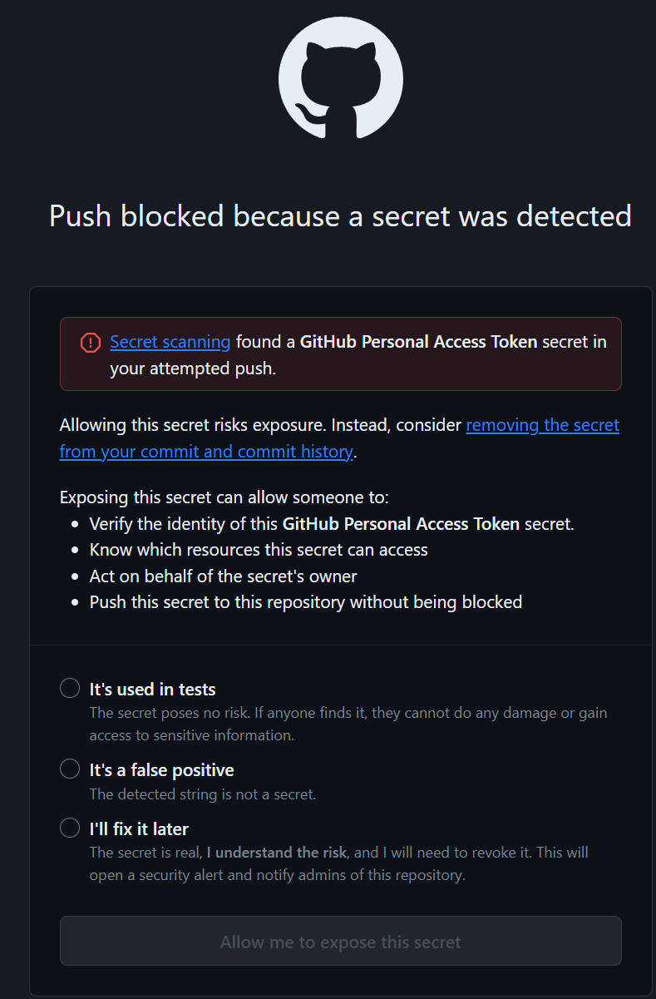 Push blocked because a secret was detected
Secret scanning found a GitHub Personal Access Token secret in
your attempted push.
Allowing this secret risks exposure. Instead, consider removing the secret
from your commit and commit history.
Exposing this secret can allow someone to:
• Verify the identity of this GitHub Personal Access Token secret.
• Know which resources this secret can access
• Act on behalf of the secret's owner
• Push this secret to this repository without being blocked
It's used in tests
The secret poses no risk. If anyone finds it, they cannot do any damage or gain
access to sensitive information.
It's a false positive
The detected string is not a secret.
I'll fix it later
The secret is real, I understand the risk, and I will need to revoke it. This will
open a security alert and notify admins of this repository.
Allow me to expose this secret